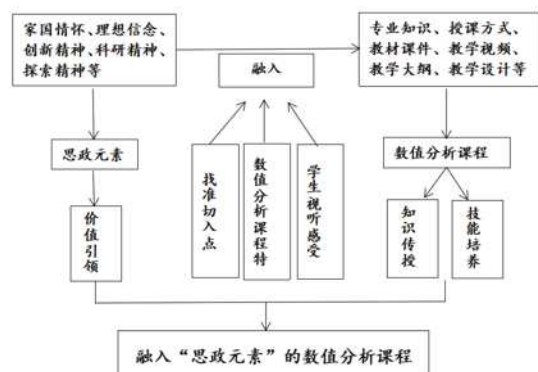 家国情怀、理想信念、
创新精神、科研精神、
探索精神等
专业知识、授课方式、
教材课件、教学视频、
教学大纲、教学设计等
融入
思政元素
找准切入点
数值分析课程特
学生视听感受
数值分析课程
价值引领
知识传授
技能培养
融入“思政元素”的数值分析课程